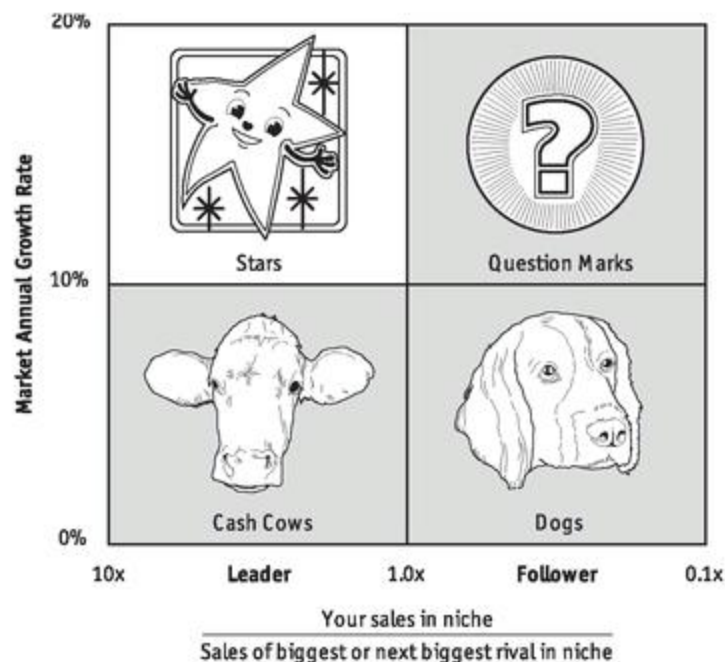 20%
Stars
Question Marks
Market Annual Growth Rate
10%
Cash Cows
Dogs
0%
10x Leader 1.0x Follower 0.1x
Your sales in niche
Sales of biggest or next biggest rival in niche